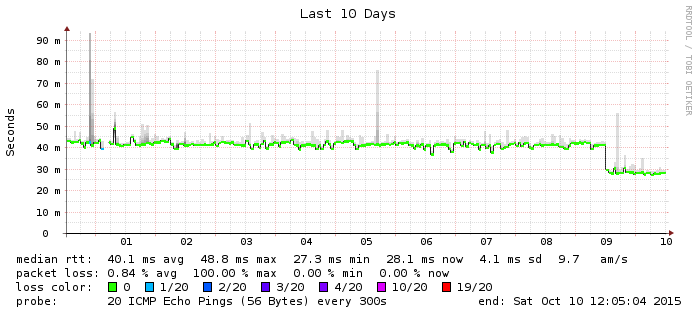 Last 10 Days
RRDTOOL / TOBI OETIKER
Seconds
90 m
80 m
70 m
60 m
50 m
40 m
30 m
20 m
10 m
0
01 02 03 04 05 06 07 08 09 10
median rtt: 40.1 ms avg 48.8 ms max 27.3 ms min 28.1 ms now 4.1 ms sd 9.7 am/s
packet loss: 0.84 % avg 100.00 % max 0.00 % min 0.00 % now
loss color: 0 1/20 2/20 3/20 4/20 10/20 19/20
probe: 20 ICMP Echo Pings (56 Bytes) every 300s end: Sat Oct 10 12:05:04 2015